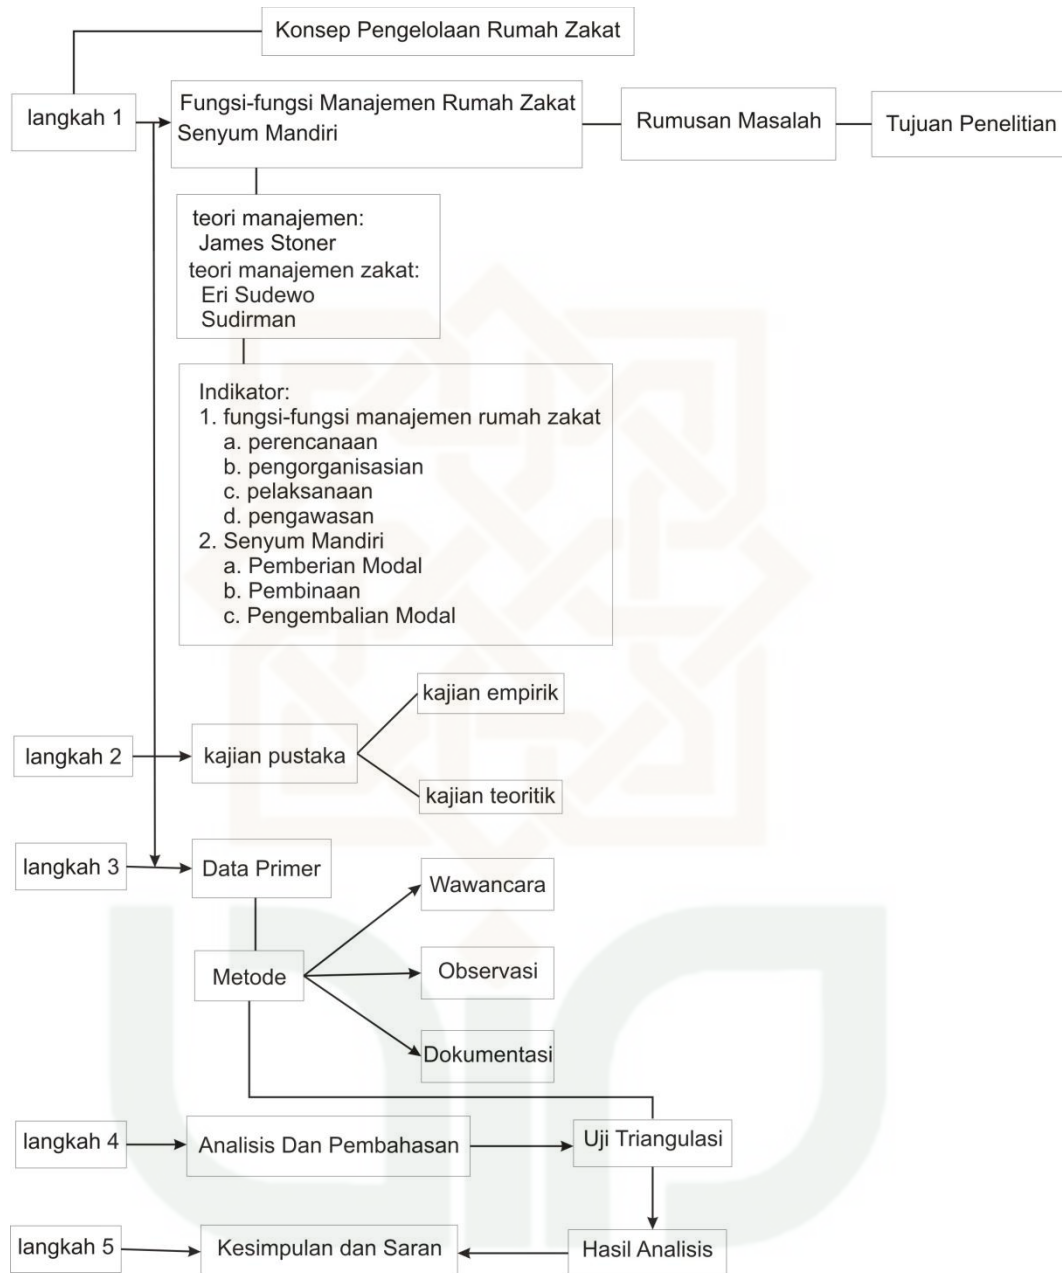 Konsep Pengelolaan Rumah Zakat
langkah 1
Fungsi-fungsi Manajemen Rumah Zakat
Senyum Mandiri
Rumusan Masalah
Tujuan Penelitian
teori manajemen:
James Stoner
teori manajemen zakat:
Eri Sudewo
Sudirman
Indikator:
1. fungsi-fungsi manajemen rumah zakat
a. perencanaan
b. pengorganisasian
c. pelaksanaan
d. pengawasan
2. Senyum Mandiri
a. Pemberian Modal
b. Pembinaan
c. Pengembalian Modal
kajian empirik
langkah 2
kajian pustaka
kajian teoritik
langkah 3
Data Primer
Wawancara
Metode
Observasi
Dokumentasi
langkah 4
Analisis Dan Pembahasan
Uji Triangulasi
langkah 5
Kesimpulan dan Saran
Hasil Analisis